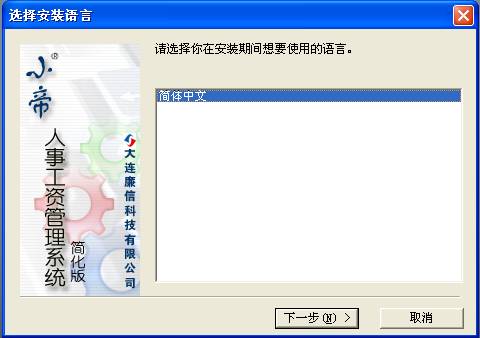 选择安装语言
请选择你在安装期间想要使用的语言。
简体中文
小帝®
人事工资管理系统
简化版
大连廉信科技有限公司
下一步(N) >
取消